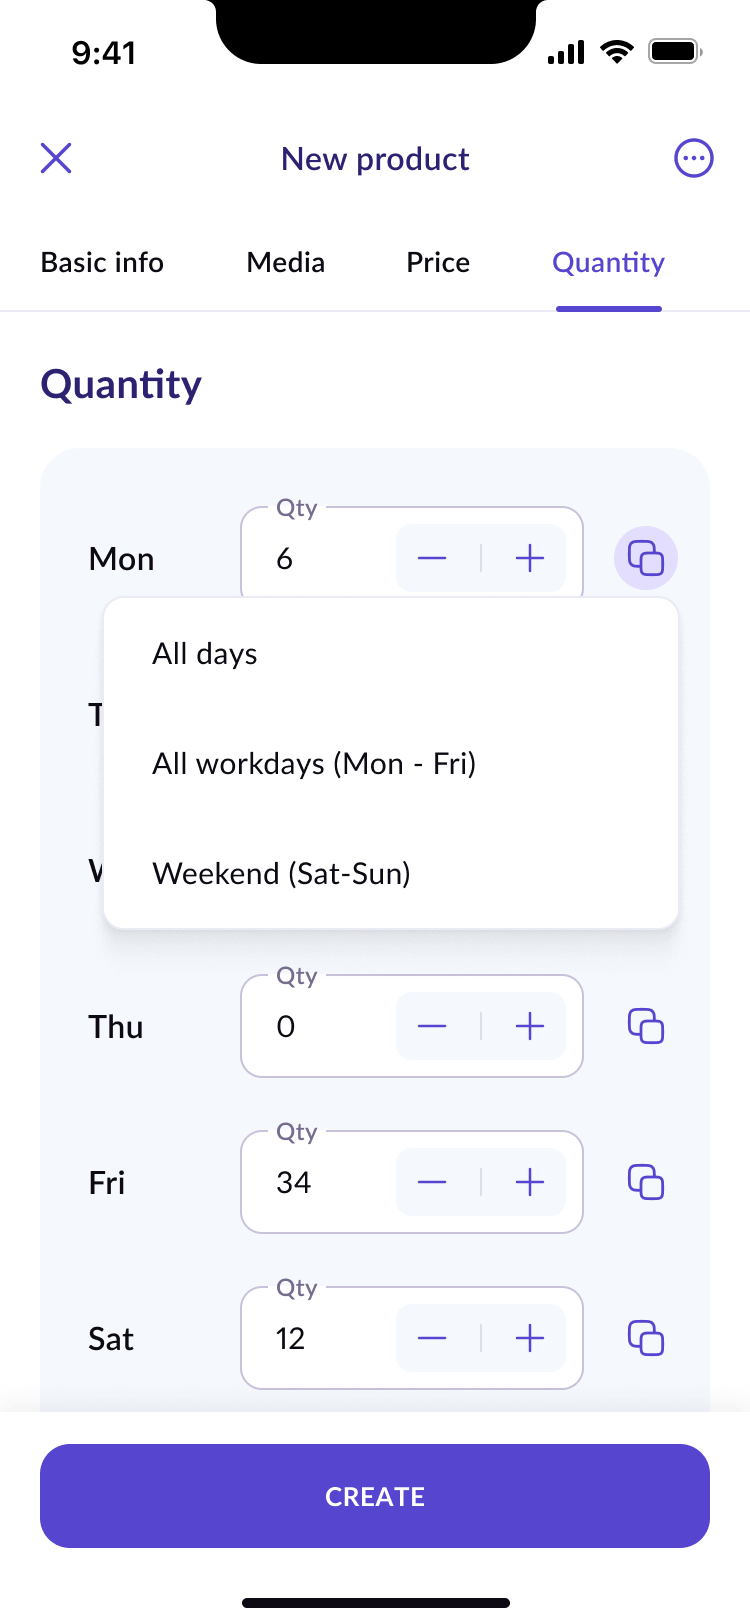 9:41
New product
Basic info Media Price Quantity
Quantity
Qty
Mon 6
All days
T
All workdays (Mon - Fri)
Weekend (Sat-Sun)
Qty
Thu 0
Qty
Fri 34
Qty
Sat 12
CREATE